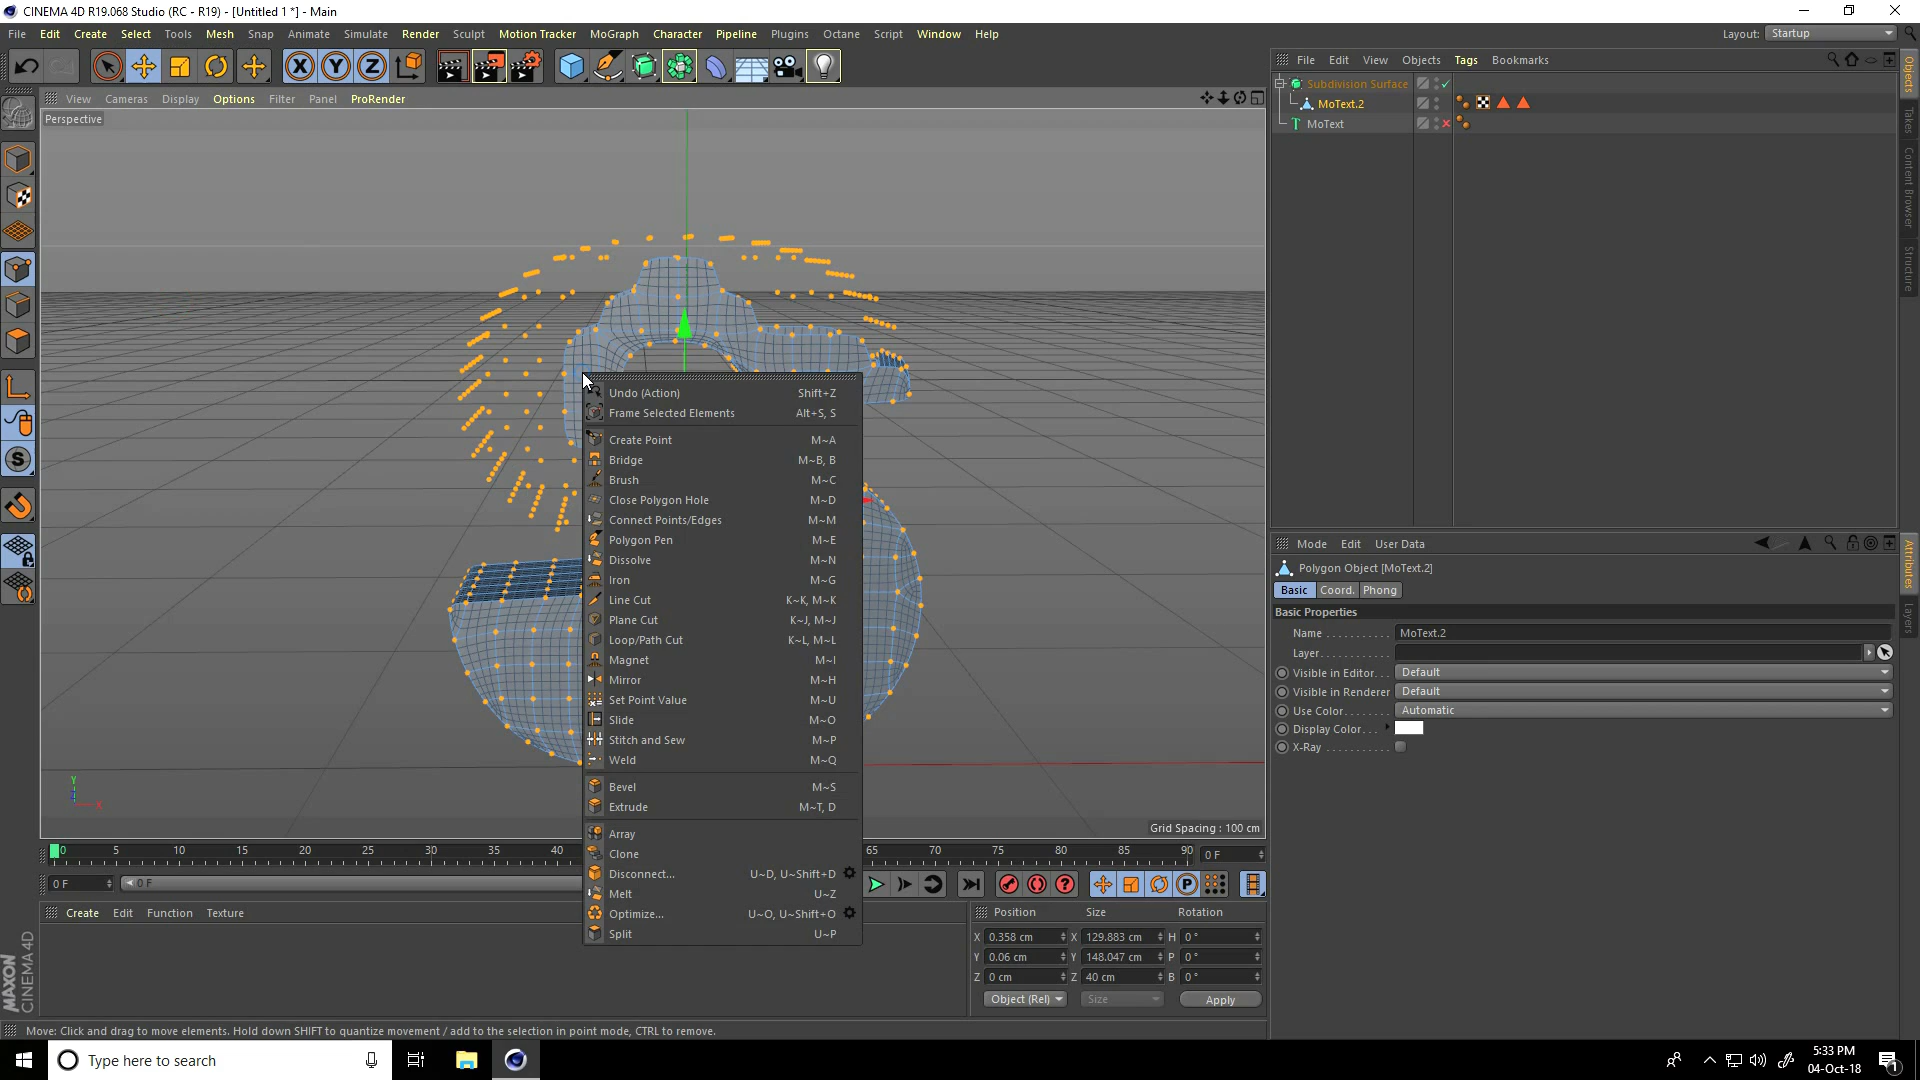 CINEMA 4D R19.068 Studio (RC - R19) - [Untitled 1 *] - Main
File Edit Create Select Tools Mesh Snap Animate Simulate Render Sculpt Motion Tracker MoGraph Character Pipeline Plugins Octane Script Window Help
Layout: Startup
X Y Z
View Cameras Display Options Filter Panel ProRender
Perspective
File Edit View Objects Tags Bookmarks
Subdivision Surface
MoText.2
MoText
Objects
Takes
Content Browser
Structure
Undo (Action) Shift+Z
Frame Selected Elements Alt+S, S
Create Point M~A
Bridge M~B, B
Brush M~C
Close Polygon Hole M~D
Connect Points/Edges M~M
Polygon Pen M~E
Dissolve M~N
Iron M~G
Line Cut K~K, M~K
Plane Cut K~J, M~J
Loop/Path Cut K~L, M~L
Magnet M~I
Mirror M~H
Set Point Value M~U
Slide M~O
Stitch and Sew M~P
Weld M~Q
Bevel M~S
Extrude M~T, D
Array
Clone
Disconnect... U~D, U~Shift+D
Melt U~Z
Optimize... U~O, U~Shift+O
Split U~P
Mode Edit User Data
Polygon Object [MoText.2]
Basic Coord. Phong
Basic Properties
Name . . . . . . . . . . . MoText.2
Layer. . . . . . . . . . . .
Visible in Editor. . . Default
Visible in Renderer Default
Use Color. . . . . . . . Automatic
Display Color. . .
X-Ray . . . . . . . . . . .
Attributes
Layers
Y
X
Grid Spacing : 100 cm
0 5 10 15 20 25 30 35 40 65 70 75 80 85 90 0 F
0 F 0 F
Create Edit Function Texture
Position Size Rotation
X 0.358 cm X 129.883 cm H 0 °
Y 0.06 cm Y 148.047 cm P 0 °
Z 0 cm Z 40 cm B 0 °
Object (Rel) Size Apply
MAXON
CINEMA 4D
Move: Click and drag to move elements. Hold down SHIFT to quantize movement / add to the selection in point mode, CTRL to remove.
Type here to search
5:33 PM
04-Oct-18
1